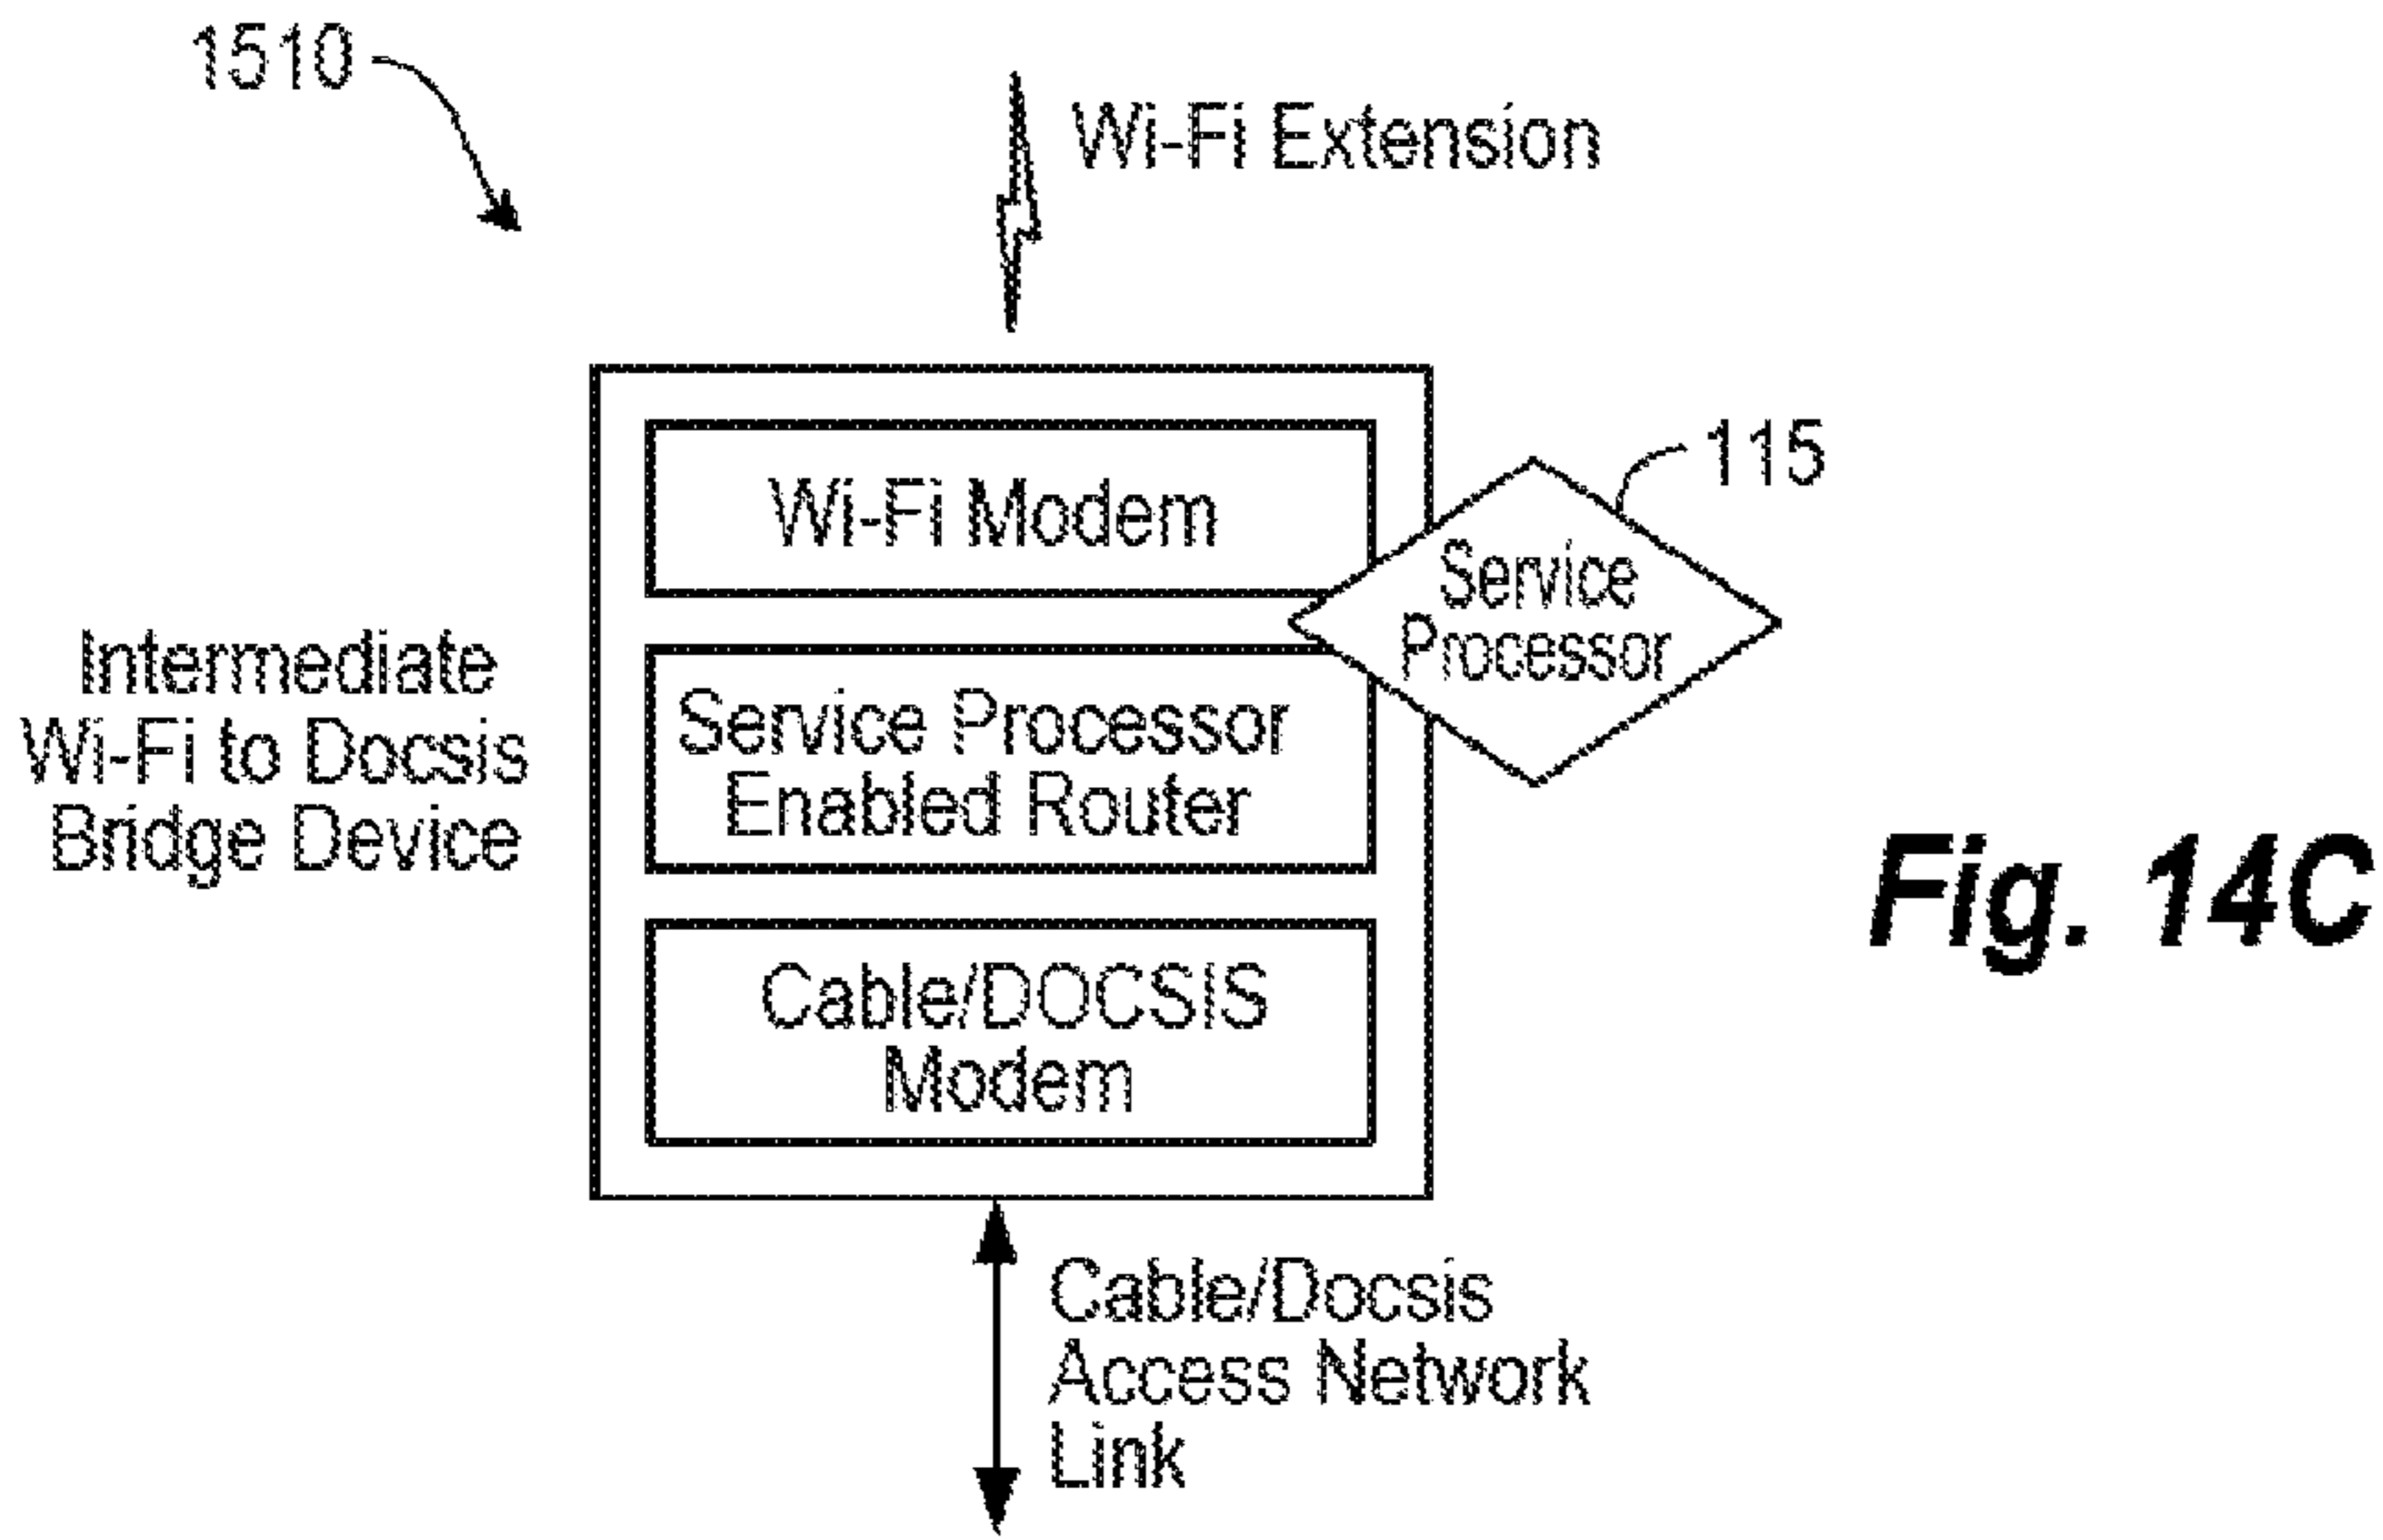 1510
Wi-Fi Extension
Wi-Fi Modem
115
Service
Processor
Intermediate
Wi-Fi to Docsis
Bridge Device
Service Processor
Enabled Router
Cable/DOCSIS
Modem
Fig. 14C
Cable/Docsis
Access Network
Link